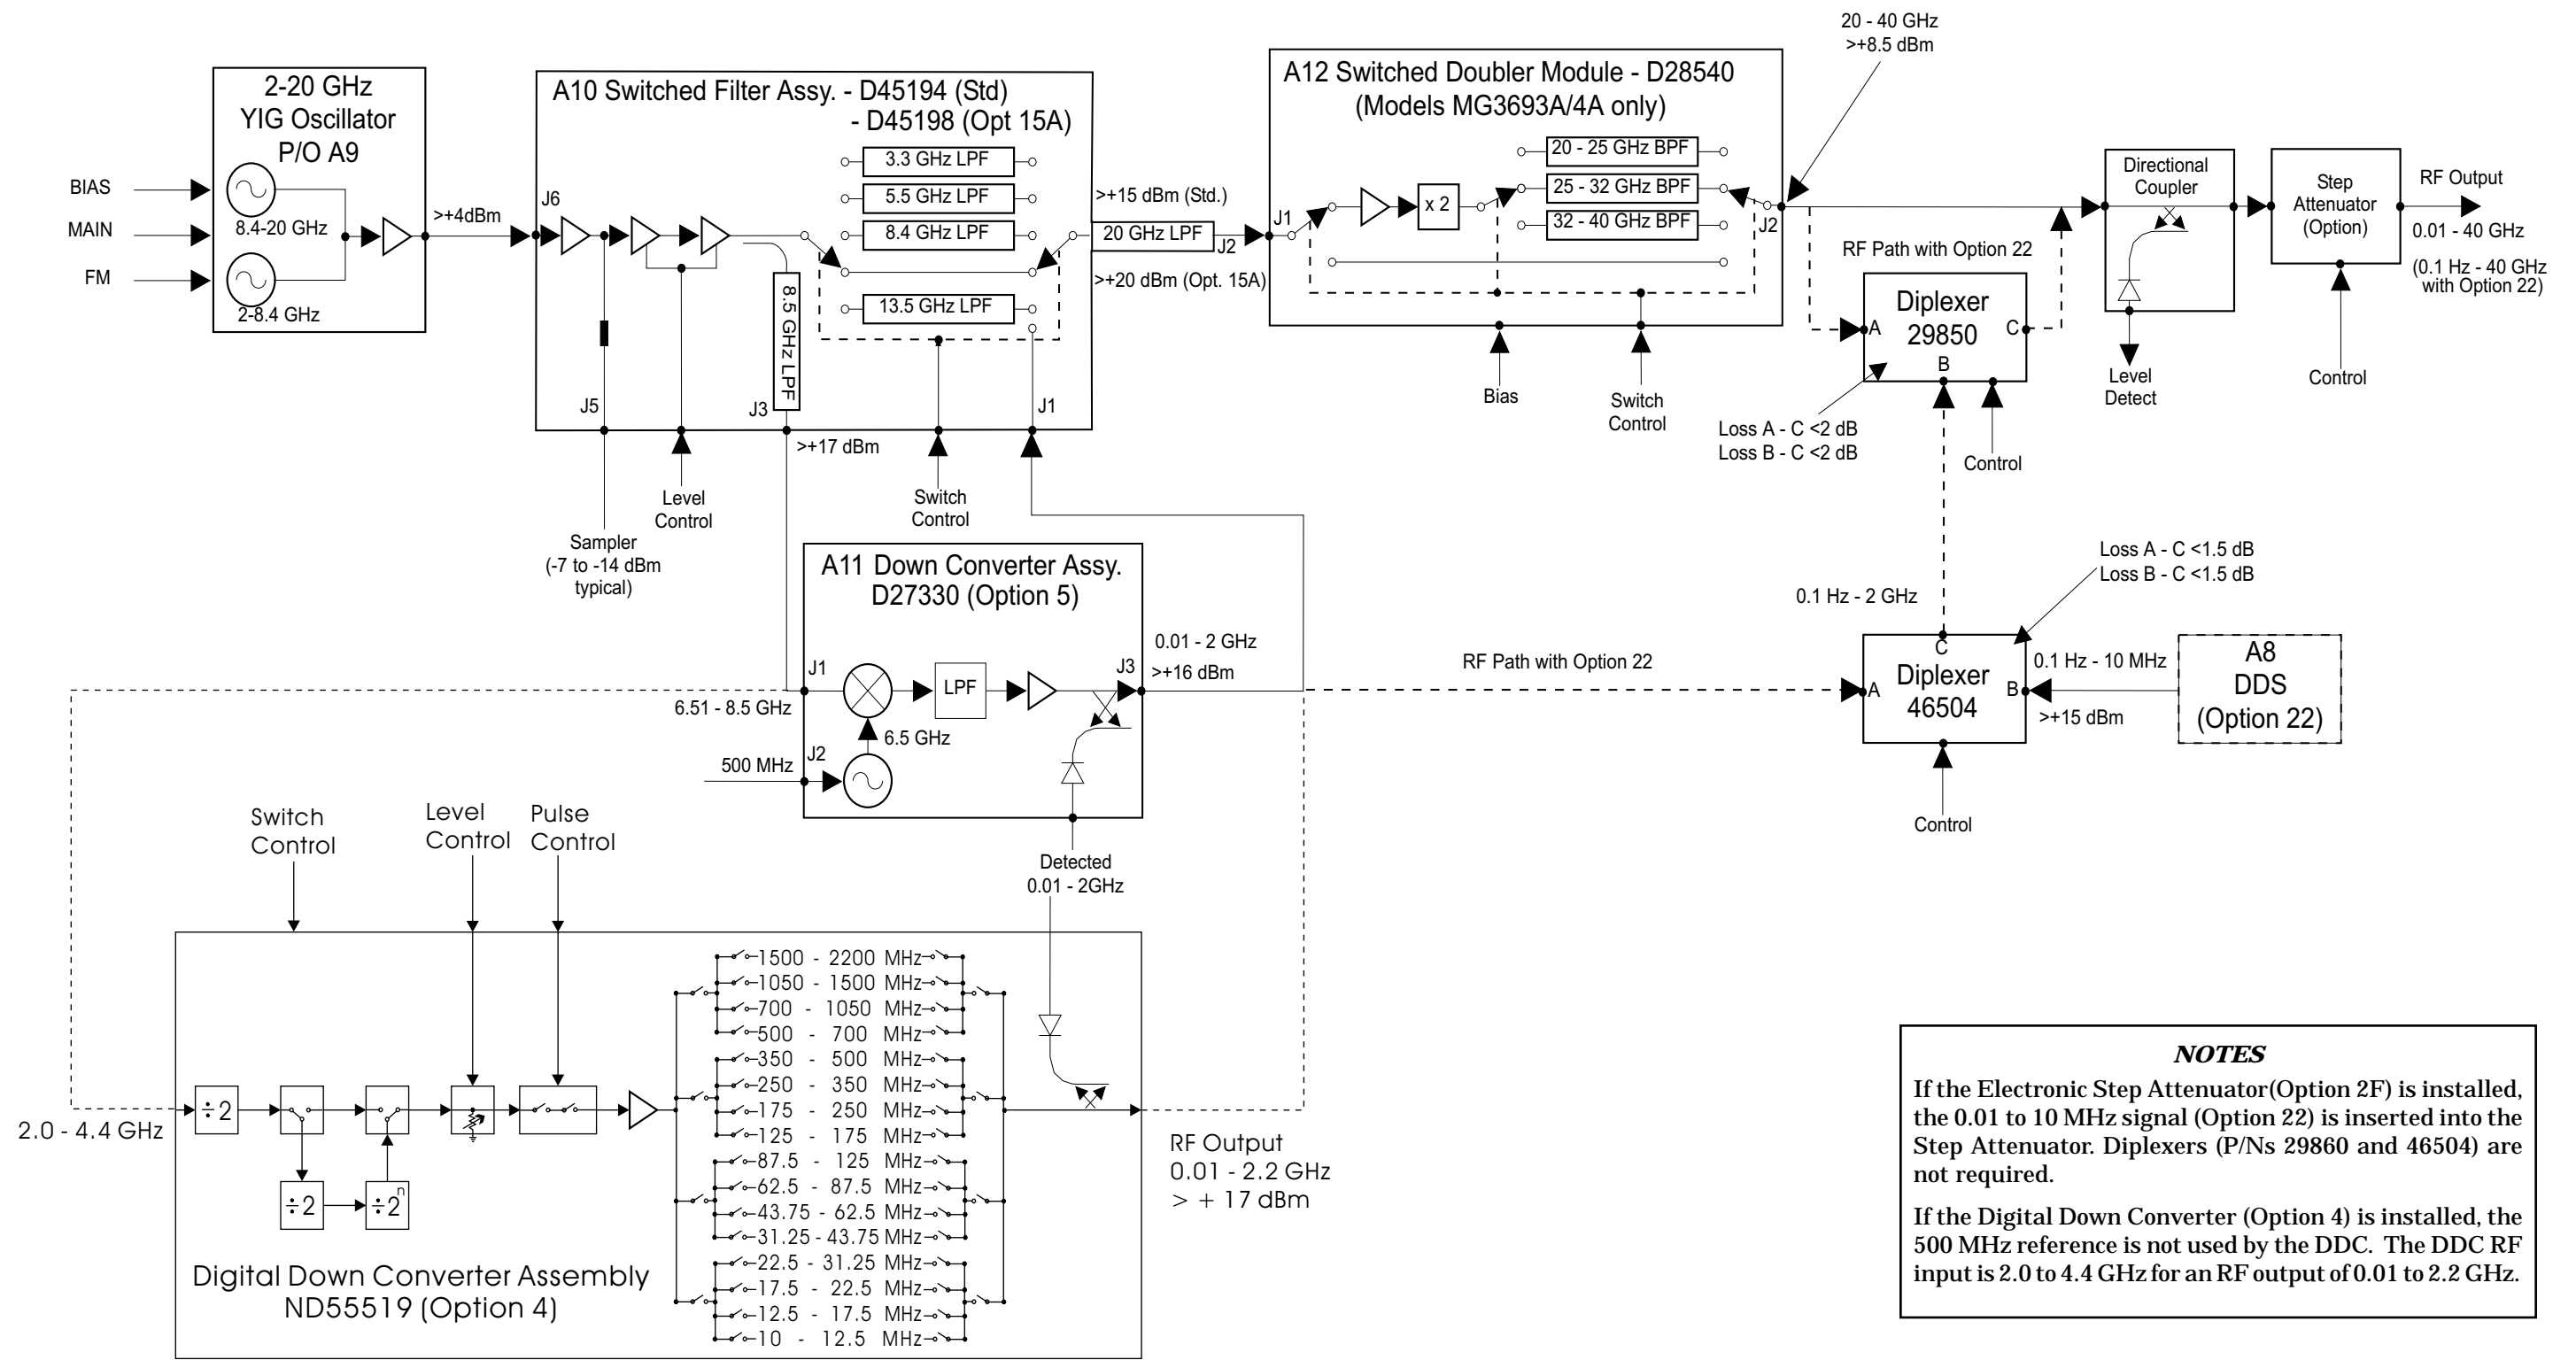 2-20 GHz
YIG Oscillator
P/O A9
BIAS
MAIN
FM
8.4-20 GHz
2-8.4 GHz
>+4dBm
A10 Switched Filter Assy. - D45194 (Std)
- D45198 (Opt 15A)
J6
3.3 GHz LPF
5.5 GHz LPF
8.4 GHz LPF
13.5 GHz LPF
8.5 GHz LPF
J5
J3
J1
>+15 dBm (Std.)
20 GHz LPF
J2
>+20 dBm (Opt. 15A)
>+17 dBm
Level
Control
Switch
Control
Sampler
(-7 to -14 dBm
typical)
A12 Switched Doubler Module - D28540
(Models MG3693A/4A only)
J1
x 2
20 - 25 GHz BPF
25 - 32 GHz BPF
32 - 40 GHz BPF
J2
Bias
Switch
Control
20 - 40 GHz
>+8.5 dBm
RF Path with Option 22
Diplexer
29850
A
B
C
Loss A - C <2 dB
Loss B - C <2 dB
Control
Directional
Coupler
Level
Detect
Step
Attenuator
(Option)
Control
RF Output
0.01 - 40 GHz
(0.1 Hz - 40 GHz
with Option 22)
A11 Down Converter Assy.
D27330 (Option 5)
J1
LPF
J3
6.5 GHz
J2
6.51 - 8.5 GHz
500 MHz
0.01 - 2 GHz
>+16 dBm
Detected
0.01 - 2GHz
RF Path with Option 22
0.1 Hz - 2 GHz
Loss A - C <1.5 dB
Loss B - C <1.5 dB
C
Diplexer
46504
A
B
0.1 Hz - 10 MHz
>+15 dBm
A8
DDS
(Option 22)
Control
Switch
Control
Level
Control
Pulse
Control
2.0 - 4.4 GHz
÷2
÷2
÷2n
1500 - 2200 MHz
1050 - 1500 MHz
700 - 1050 MHz
500 - 700 MHz
350 - 500 MHz
250 - 350 MHz
175 - 250 MHz
125 - 175 MHz
87.5 - 125 MHz
62.5 - 87.5 MHz
43.75 - 62.5 MHz
31.25 - 43.75 MHz
22.5 - 31.25 MHz
17.5 - 22.5 MHz
12.5 - 17.5 MHz
10 - 12.5 MHz
Digital Down Converter Assembly
ND55519 (Option 4)
RF Output
0.01 - 2.2 GHz
> + 17 dBm
NOTES
If the Electronic Step Attenuator(Option 2F) is installed,
the 0.01 to 10 MHz signal (Option 22) is inserted into the
Step Attenuator. Diplexers (P/Ns 29860 and 46504) are
not required.
If the Digital Down Converter (Option 4) is installed, the
500 MHz reference is not used by the DDC. The DDC RF
input is 2.0 to 4.4 GHz for an RF output of 0.01 to 2.2 GHz.